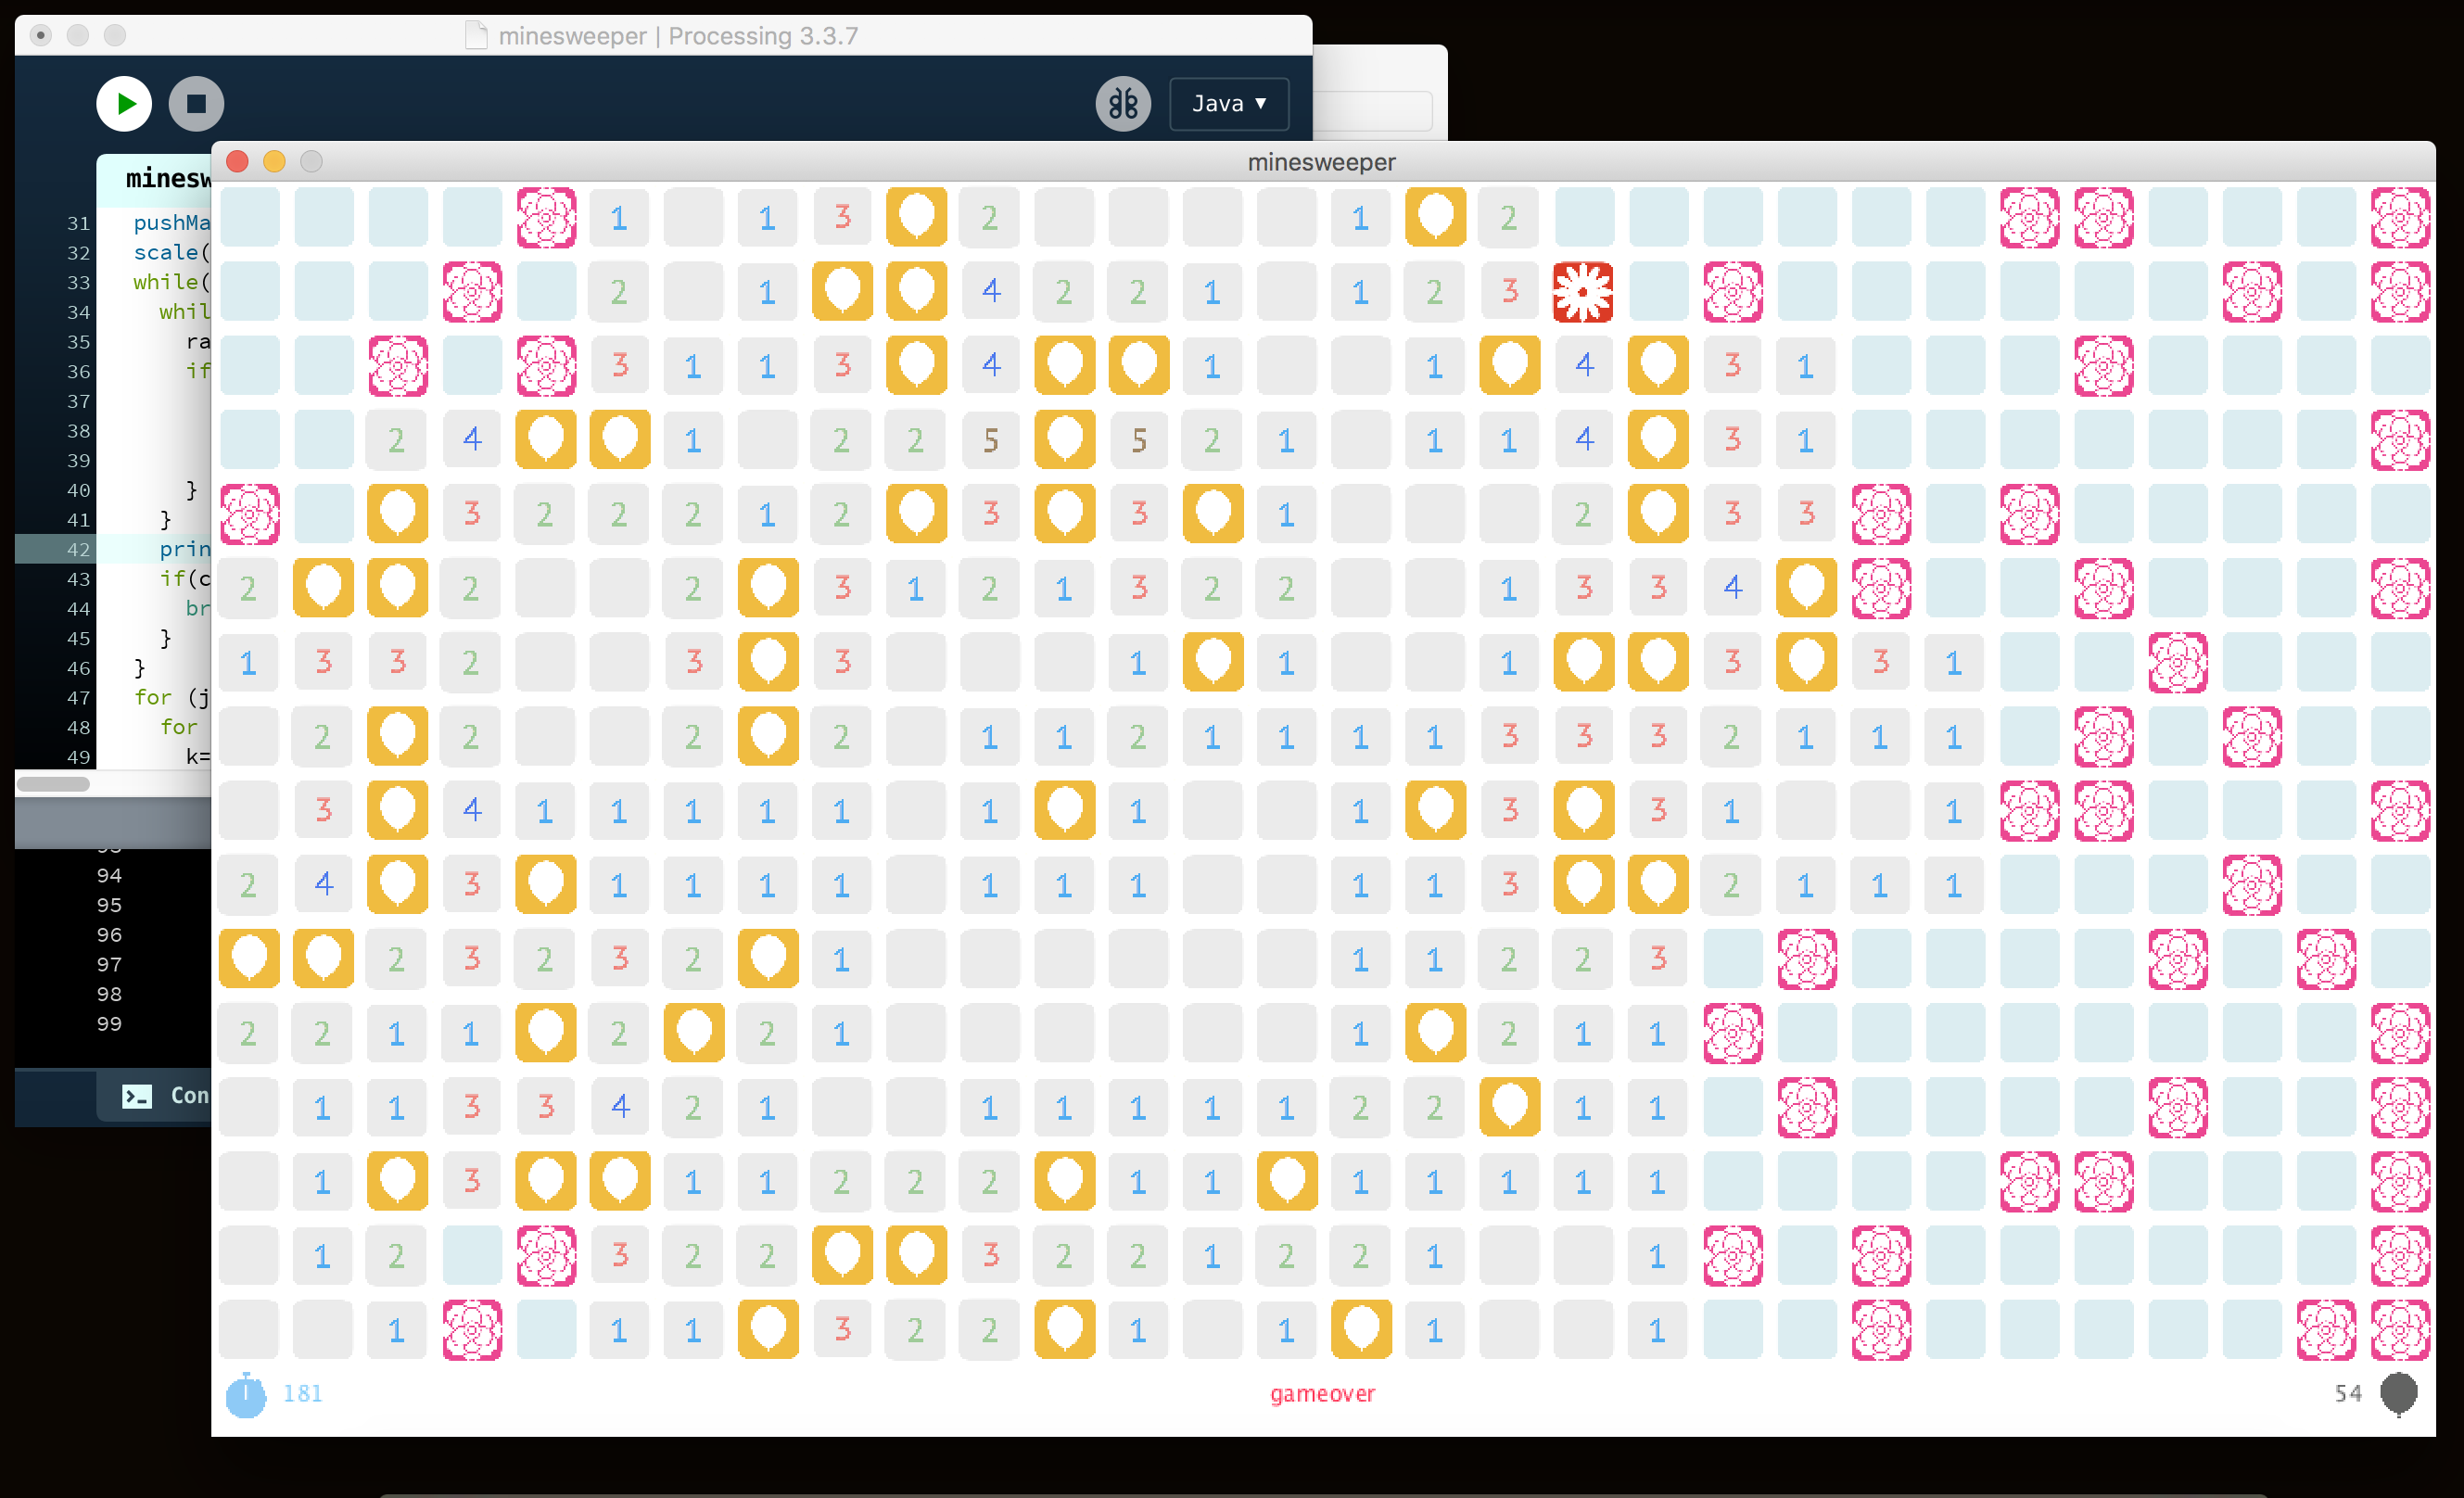 minesweeper | Processing 3.3.7
Java ▼
minesw
minesweeper
31 pushMa
32 scale(
33 while(
34 whil
35 ra
36 if
37
38
39
40 }
41 }
42 prin
43 if(c
44 br
45 }
46 }
47 for (j
48 for
49 k=
94
95
96
97
98
99
Con
1 1 3 2 1 2
2 1 4 2 2 1 1 2 3
3 1 1 3 4 1 1 4 3 1
2 4 1 2 2 5 5 2 1 1 1 4 3 1
3 2 2 2 1 2 3 3 1 2 3 3
2 2 2 3 1 2 1 3 2 2 1 3 3 4
1 3 3 2 3 3 1 1 1 3 3 1
2 2 2 2 1 1 2 1 1 1 1 3 3 3 2 1 1 1
3 4 1 1 1 1 1 1 1 1 3 3 1 1
2 4 3 1 1 1 1 1 1 1 1 1 3 2 1 1 1
2 3 2 3 2 1 1 1 2 2 3
2 2 1 1 2 2 1 1 2 1 1
1 1 3 3 4 2 1 1 1 1 1 1 2 2 1 1
1 3 1 1 2 2 2 1 1 1 1 1 1 1
1 2 3 2 2 3 2 2 1 2 2 1 1
1 1 1 3 2 2 1 1 1 1
181
gameover
54